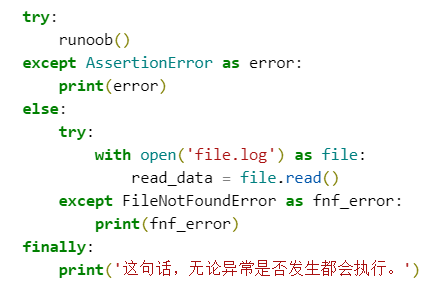 try:
    runoob()
except AssertionError as error:
    print(error)
else:
    try:
        with open('file.log') as file:
            read_data = file.read()
    except FileNotFoundError as fnf_error:
        print(fnf_error)
finally:
    print('这句话，无论异常是否发生都会执行。')